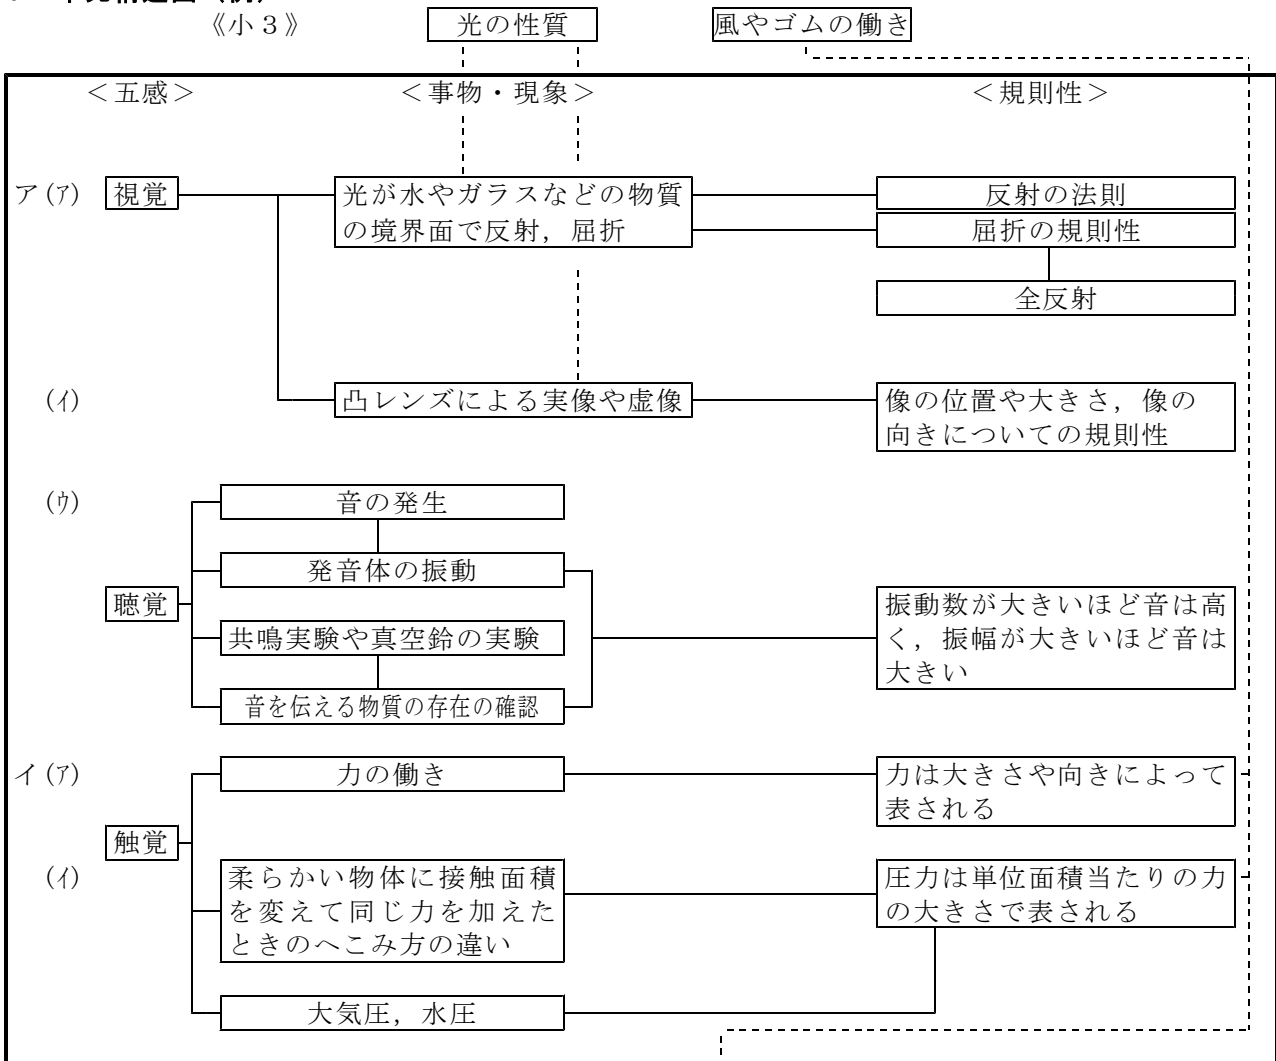 《小３》
光の性質
風やゴムの働き
＜五感＞
＜事物・現象＞
＜規則性＞
ア(ｱ)
視覚
光が水やガラスなどの物質
の境界面で反射，屈折
反射の法則
屈折の規則性
全反射
(ｲ)
凸レンズによる実像や虚像
像の位置や大きさ，像の
向きについての規則性
(ｳ)
音の発生
発音体の振動
聴覚
共鳴実験や真空鈴の実験
音を伝える物質の存在の確認
振動数が大きいほど音は高
く，振幅が大きいほど音は
大きい
イ(ｱ)
力の働き
力は大きさや向きによって
表される
触覚
(ｲ)
柔らかい物体に接触面積
を変えて同じ力を加えた
ときのへこみ方の違い
圧力は単位面積当たりの力
の大きさで表される
大気圧，水圧